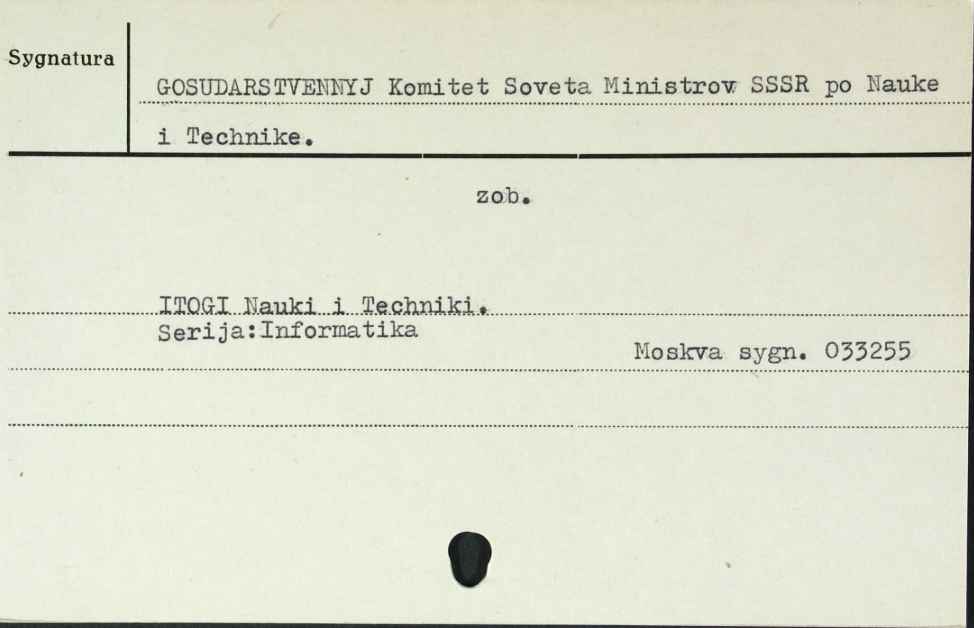 Sygnatura
GOSUDARSTVENNYJ Komitet Soveta Ministrov SSSR po Nauke
i Technike.
zob.
ITOGI Nauki i Techniki.
Serija:Informatika
Moskva sygn. 033255